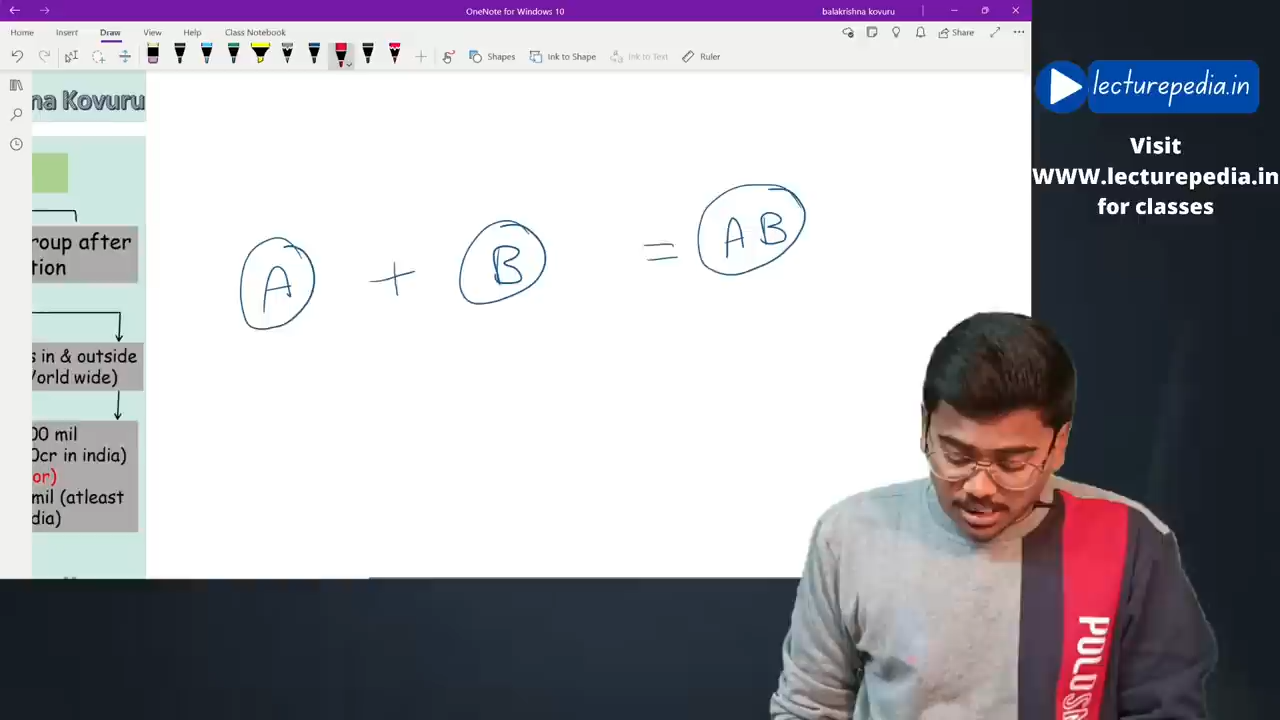 OneNote for Windows 10
balakrishna kovuru
Home Insert Draw View Help Class Notebook
Share
Shapes Ink to Shape Ink to Text Ruler
na Kovuru
roup after
tion
s in & outside
/orld wide)
00 mil
0cr in india)
or)
mil (atleast
dia)
A + B = AB
lecturepedia.in
Visit
WWW.lecturepedia.in
for classes
POLO